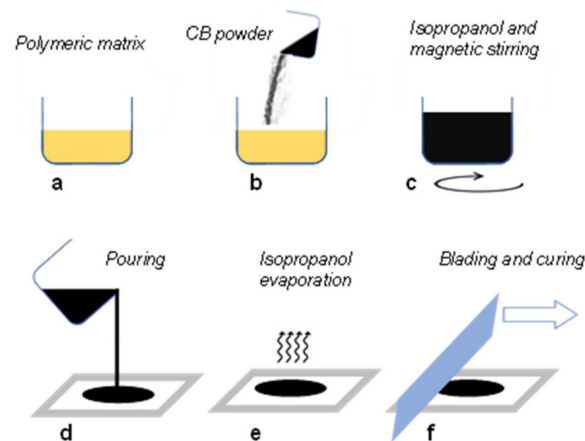 Polymeric matrix
CB powder
Isopropanol and
magnetic stirring
a
b
c
Pouring
Isopropanol
evaporation
Blading and curing
d
e
f